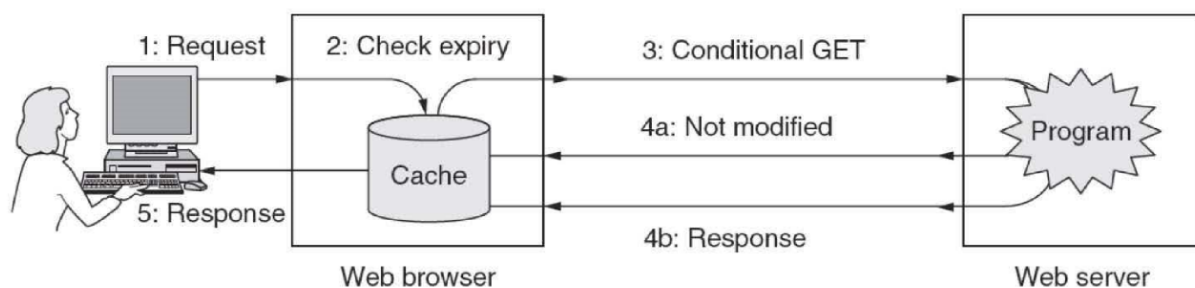 1: Request
2: Check expiry
3: Conditional GET
4a: Not modified
Program
Cache
5: Response
4b: Response
Web browser
Web server